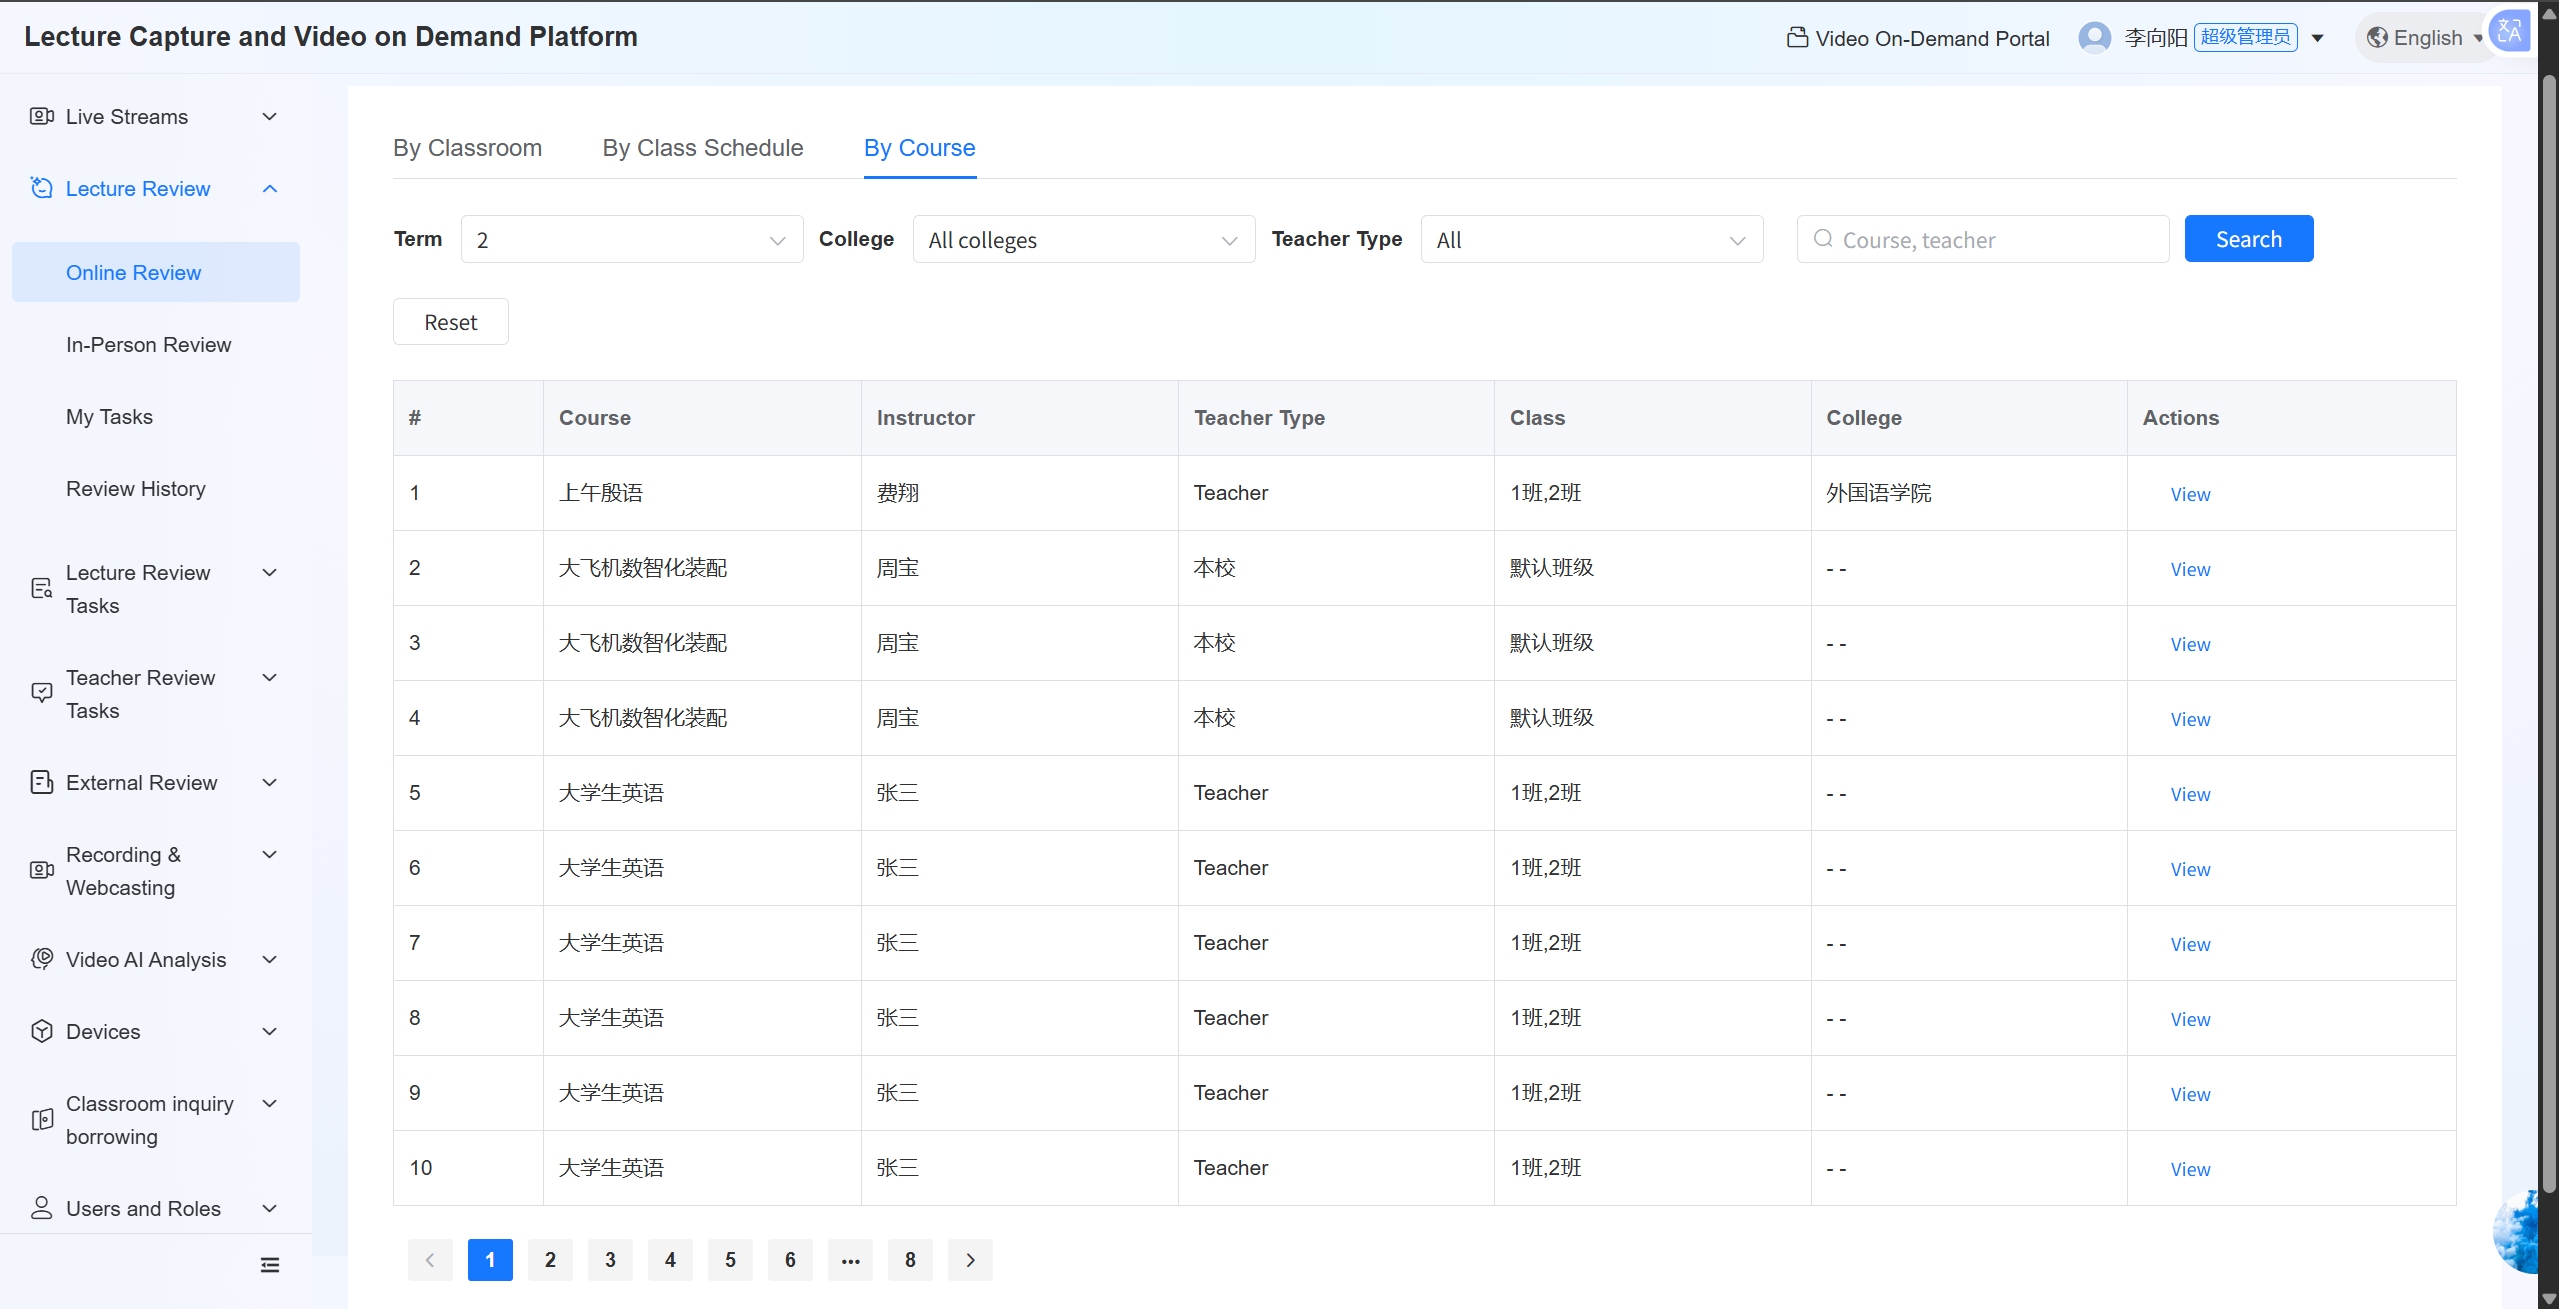 Lecture Capture and Video on Demand Platform
Video On-Demand Portal
李向阳 超级管理员
English
Live Streams
Lecture Review
Online Review
In-Person Review
My Tasks
Review History
Lecture Review
Tasks
Teacher Review
Tasks
External Review
Recording &
Webcasting
Video AI Analysis
Devices
Classroom inquiry
borrowing
Users and Roles
By Classroom By Class Schedule By Course
Term 2 College All colleges Teacher Type All Course, teacher Search
Reset
# Course Instructor Teacher Type Class College Actions
1 上午殷语 费翔 Teacher 1班,2班 外国语学院 View
2 大飞机数智化装配 周宝 本校 默认班级 - - View
3 大飞机数智化装配 周宝 本校 默认班级 - - View
4 大飞机数智化装配 周宝 本校 默认班级 - - View
5 大学生英语 张三 Teacher 1班,2班 - - View
6 大学生英语 张三 Teacher 1班,2班 - - View
7 大学生英语 张三 Teacher 1班,2班 - - View
8 大学生英语 张三 Teacher 1班,2班 - - View
9 大学生英语 张三 Teacher 1班,2班 - - View
10 大学生英语 张三 Teacher 1班,2班 - - View
1 2 3 4 5 6 ••• 8